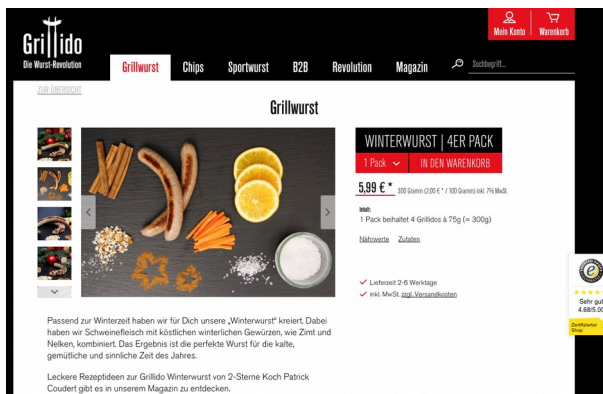 Grillido
Die Wurst-Revolution
Mein Konto
Warenkorb
Grillwurst
Chips
Sportwurst
B2B
Revolution
Magazin
Suchbegriff...
ZUR ÜBERSICHT
Grillwurst
WINTERWURST | 4ER PACK
1 Pack
IN DEN WARENKORB
5,99 € * 300 Gramm (2,00 € * / 100 Gramm) inkl. 7% MwSt.
Inhalt:
1 Pack beihaltet 4 Grillidos à 75g (= 300g)
Nährwerte Zutaten
Lieferzeit 2-6 Werktage
inkl. MwSt. zzgl. Versandkosten
Sehr gut
4.68/5.00
Zertifizierter
Shop
Passend zur Winterzeit haben wir für Dich unsere „Winterwurst“ kreiert. Dabei
haben wir Schweinefleisch mit köstlichen winterlichen Gewürzen, wie Zimt und
Nelken, kombiniert. Das Ergebnis ist die perfekte Wurst für die kalte,
gemütliche und sinnliche Zeit des Jahres.
Leckere Rezeptideen zur Grillido Winterwurst von 2-Sterne Koch Patrick
Coudert gibt es in unserem Magazin zu entdecken.